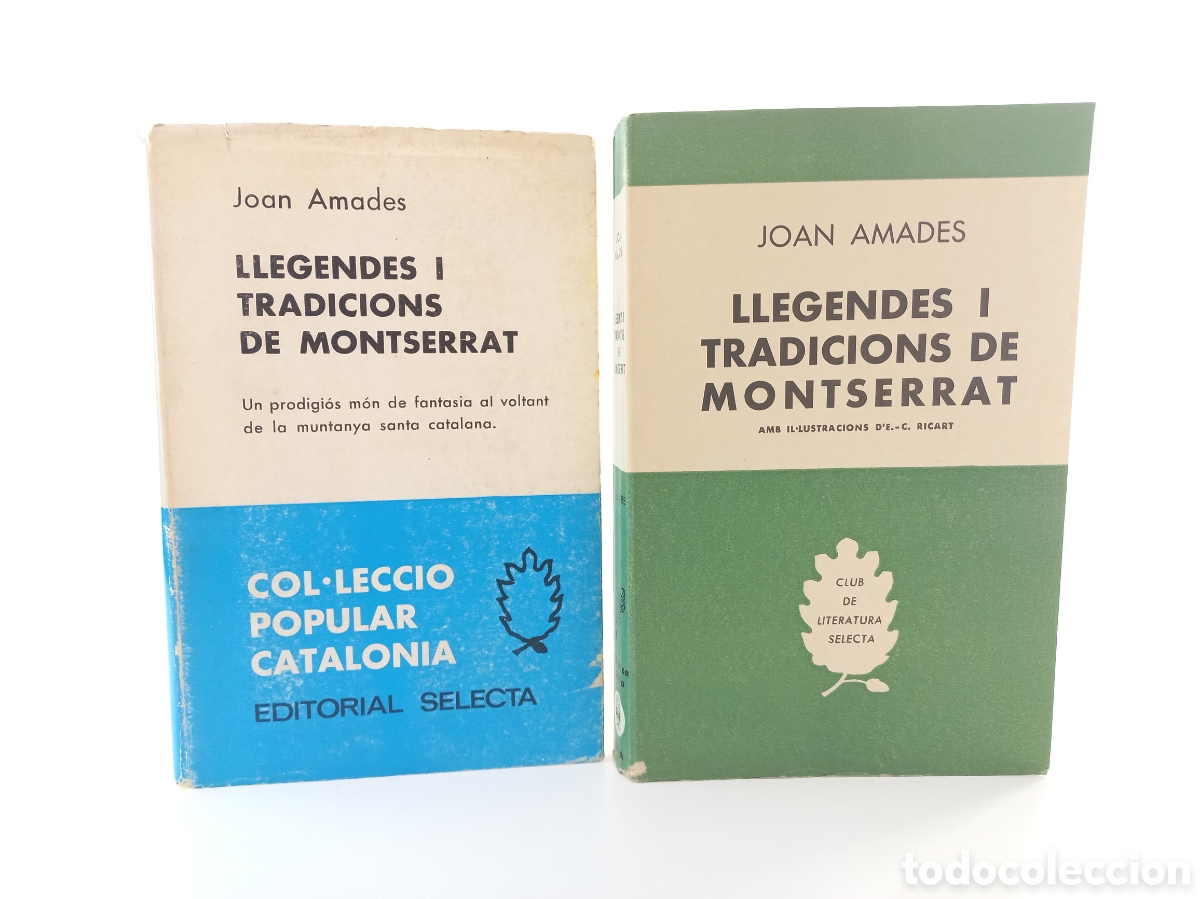 Joan Amades
LLEGENDES I
TRADICIONS
DE MONTSERRAT
Un prodigiós món de fantasia al voltant
de la muntanya santa catalana.
COL·LECCIO
POPULAR
CATALONIA
EDITORIAL SELECTA
JOAN AMADES
LLEGENDES I
TRADICIONS DE
MONTSERRAT
AMB IL·LUSTRACIONS D'E.-C. RICART
CLUB
DE
LITERATURA
SELECTA
todocoleccion